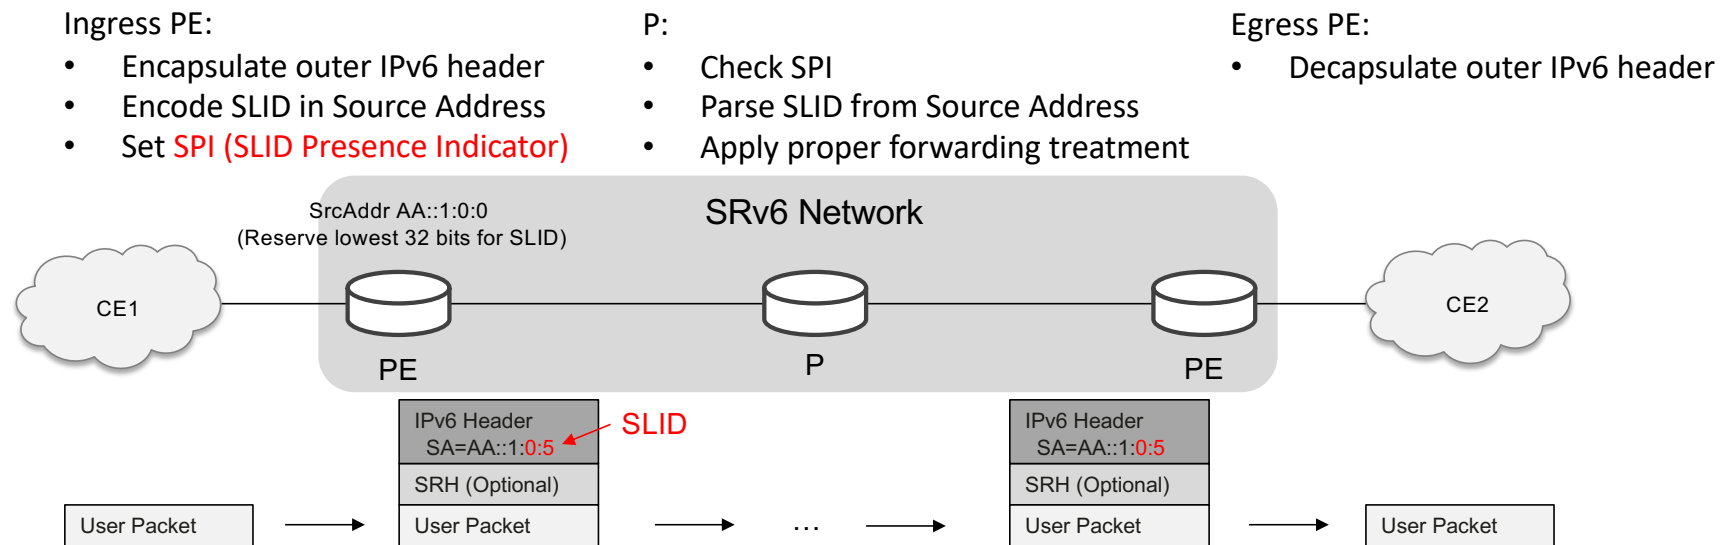 Ingress PE:
• Encapsulate outer IPv6 header
• Encode SLID in Source Address
• Set SPI (SLID Presence Indicator)
P:
• Check SPI
• Parse SLID from Source Address
• Apply proper forwarding treatment
Egress PE:
• Decapsulate outer IPv6 header
SrcAddr AA::1:0:0
(Reserve lowest 32 bits for SLID)
SRv6 Network
CE1
CE2
PE
P
PE
IPv6 Header
SA=AA::1:0:5
SLID
SRH (Optional)
User Packet
IPv6 Header
SA=AA::1:0:5
SRH (Optional)
User Packet
User Packet
...
User Packet